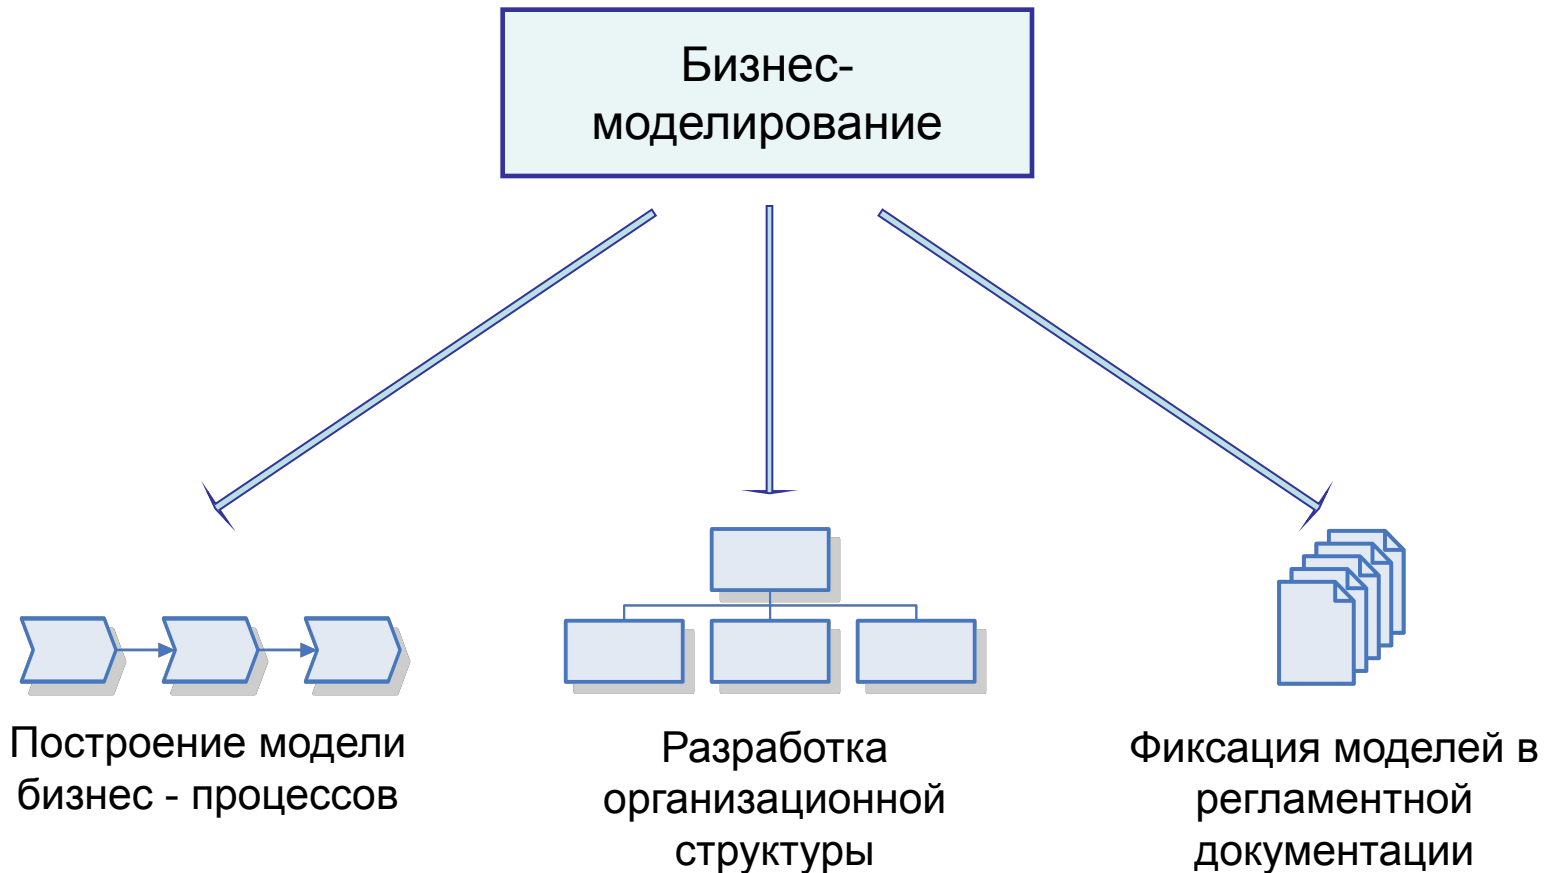 Бизнес-
моделирование
Построение модели
бизнес - процессов
Разработка
организационной
структуры
Фиксация моделей в
регламентной
документации